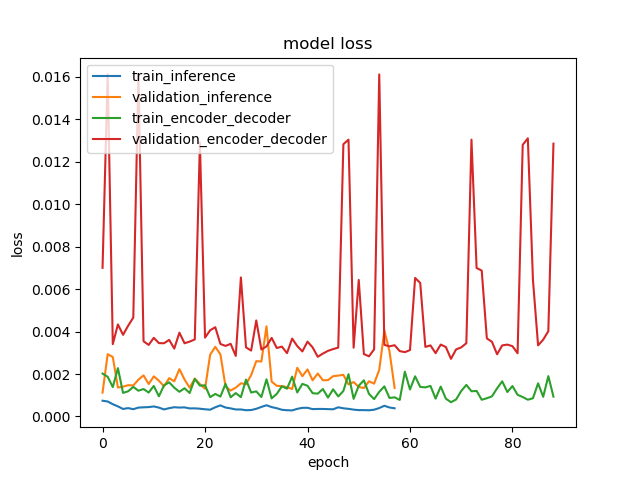 model loss
train_inference
validation_inference
train_encoder_decoder
validation_encoder_decoder
0.016
0.014
0.012
0.010
0.008
0.006
0.004
0.002
0.000
loss
0
20
40
60
80
epoch